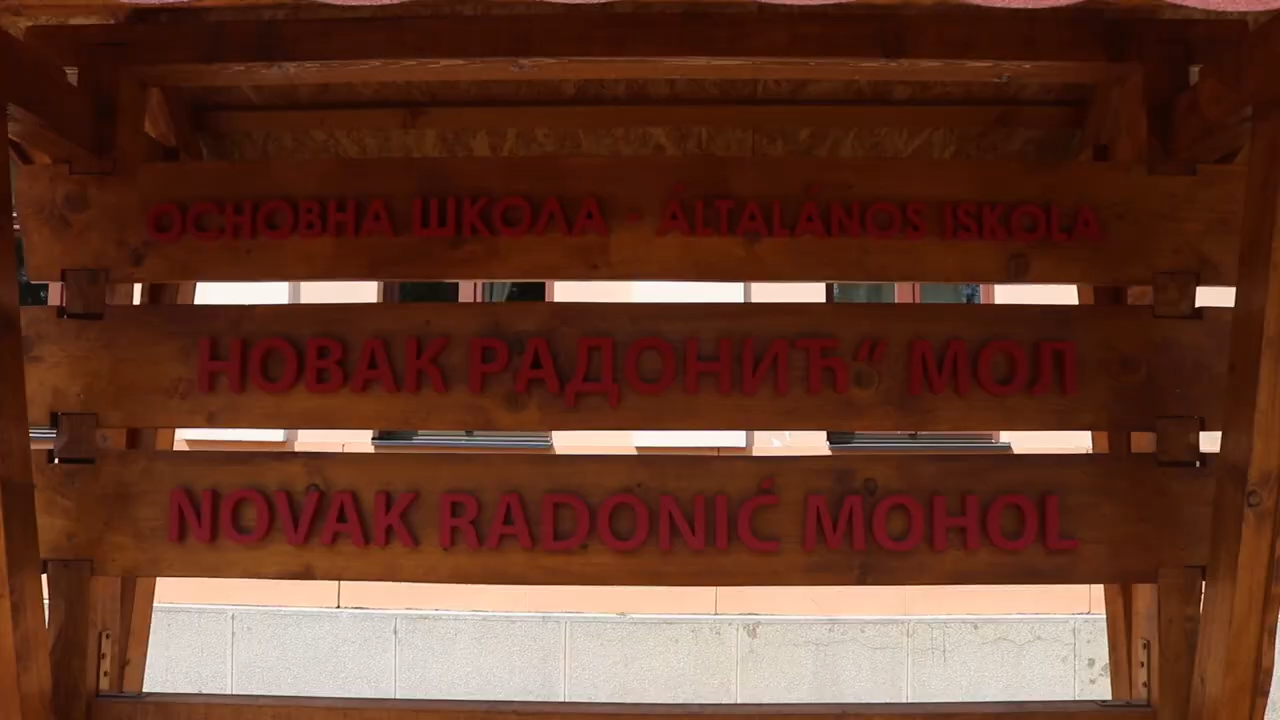 ОСНОВНА ШКОЛА - ÁLTALÁNOS ISKOLA
НОВАК РАДОНИЋ“ МОЛ
NOVAK RADONIĆ MOHOL